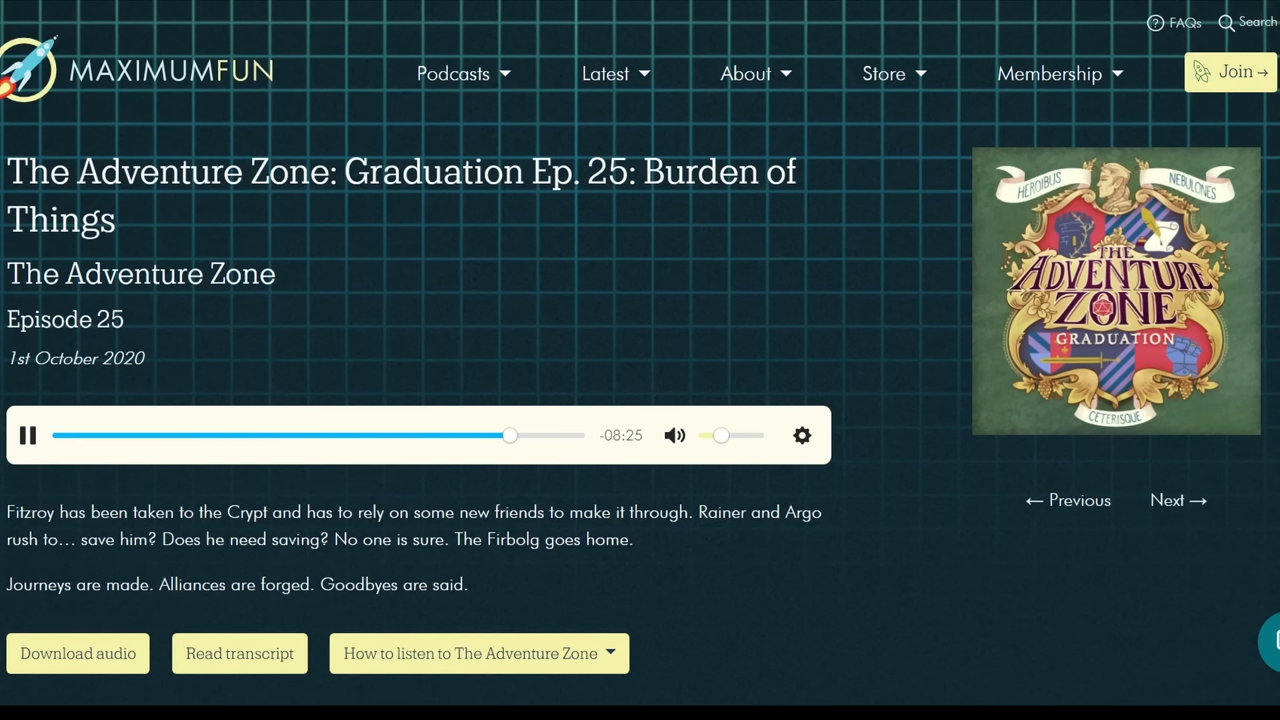 FAQs
Search
MAXIMUMFUN
Podcasts
Latest
About
Store
Membership
Join →
The Adventure Zone: Graduation Ep. 25: Burden of
Things
The Adventure Zone
Episode 25
1st October 2020
-08:25
HEROIBUS
NEBULONES
THE
ADVENTURE
ZONE
GRADUATION
CETERISQUE
← Previous
Next →
Fitzroy has been taken to the Crypt and has to rely on some new friends to make it through. Rainer and Argo
rush to… save him? Does he need saving? No one is sure. The Firbolg goes home.
Journeys are made. Alliances are forged. Goodbyes are said.
Download audio
Read transcript
How to listen to The Adventure Zone